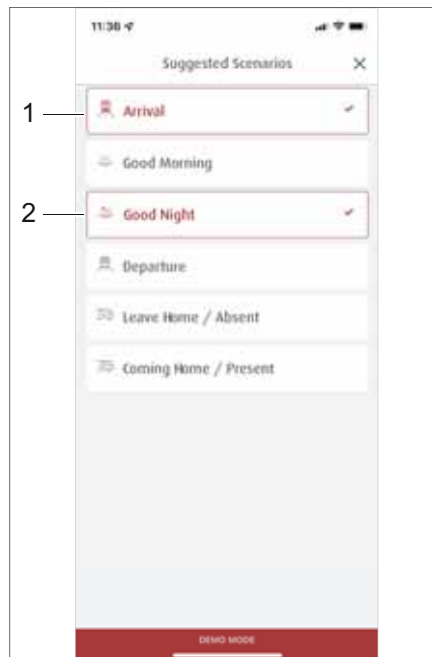 11:36
Suggested Scenarios
1
Arrival
Good Morning
2
Good Night
Departure
Leave Home / Absent
Coming Home / Present
DEMO MODE